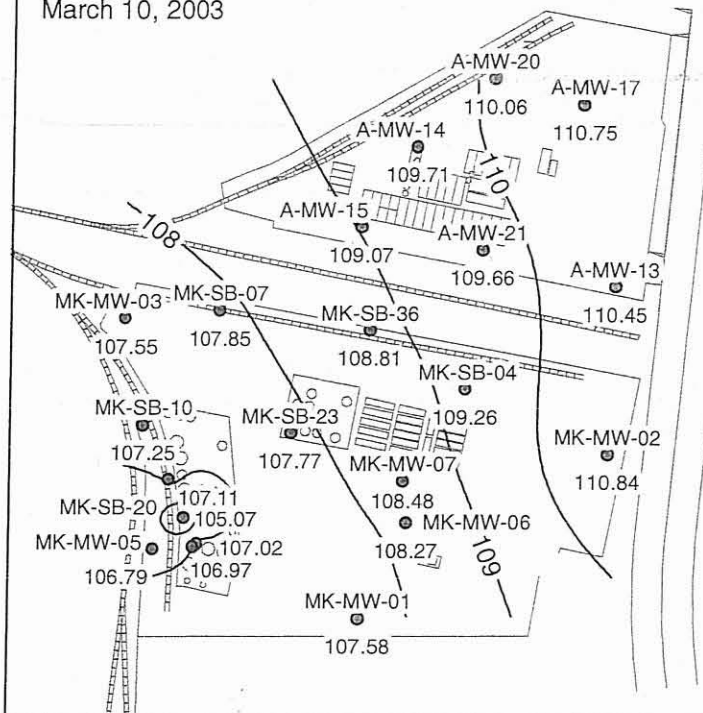 March 10, 2003
A-MW-20
110.06
A-MW-17
110.75
A-MW-14
109.71
110
A-MW-15
109.07
A-MW-21
109.66
A-MW-13
110.45
108
MK-MW-03
107.55
MK-SB-07
107.85
MK-SB-36
108.81
MK-SB-04
109.26
MK-SB-10
107.25
MK-SB-23
107.77
MK-MW-07
108.48
MK-MW-02
110.84
107.11
MK-SB-20
105.07
MK-MW-06
108.27
MK-MW-05
107.02
106.79
106.97
109
MK-MW-01
107.58